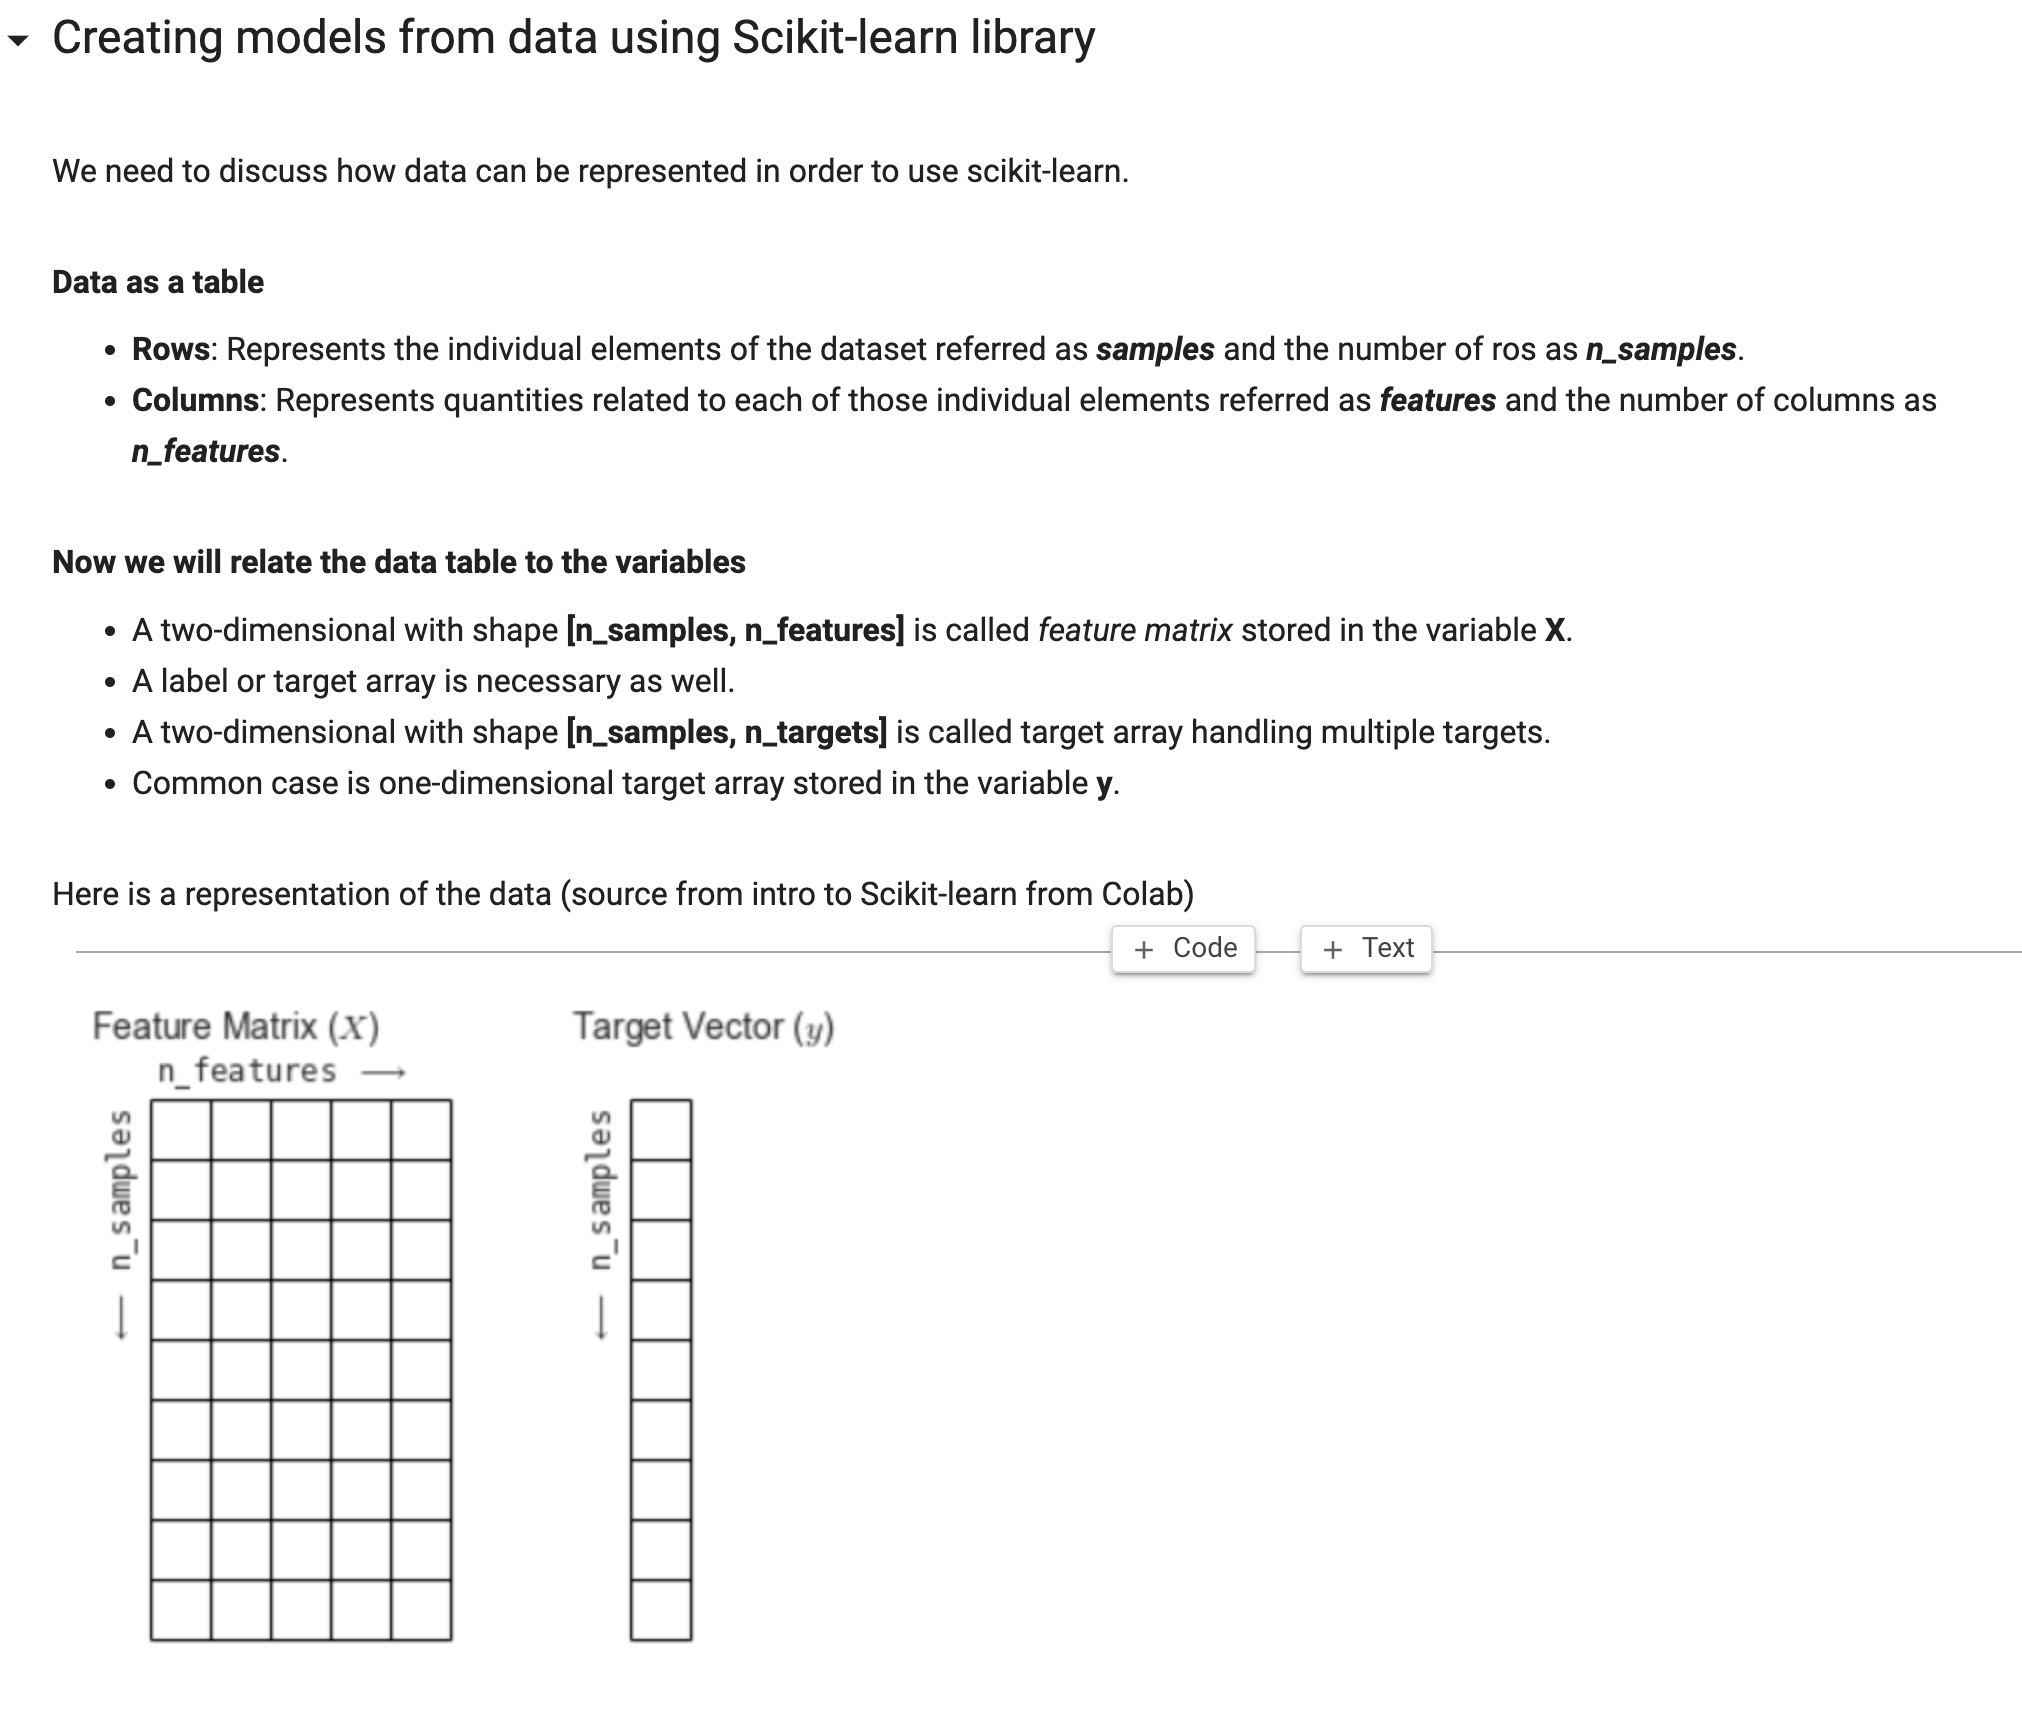 Creating models from data using Scikit-learn library
We need to discuss how data can be represented in order to use scikit-learn.
Data as a table
• Rows: Represents the individual elements of the dataset referred as samples and the number of ros as n_samples.
• Columns: Represents quantities related to each of those individual elements referred as features and the number of columns as
n_features.
Now we will relate the data table to the variables
• A two-dimensional with shape [n_samples, n_features] is called feature matrix stored in the variable X.
• A label or target array is necessary as well.
• A two-dimensional with shape [n_samples, n_targets] is called target array handling multiple targets.
• Common case is one-dimensional target array stored in the variable y.
Here is a representation of the data (source from intro to Scikit-learn from Colab)
+ Code + Text
Feature Matrix (X)
n_features →
← n_samples
Target Vector (y)
← n_samples